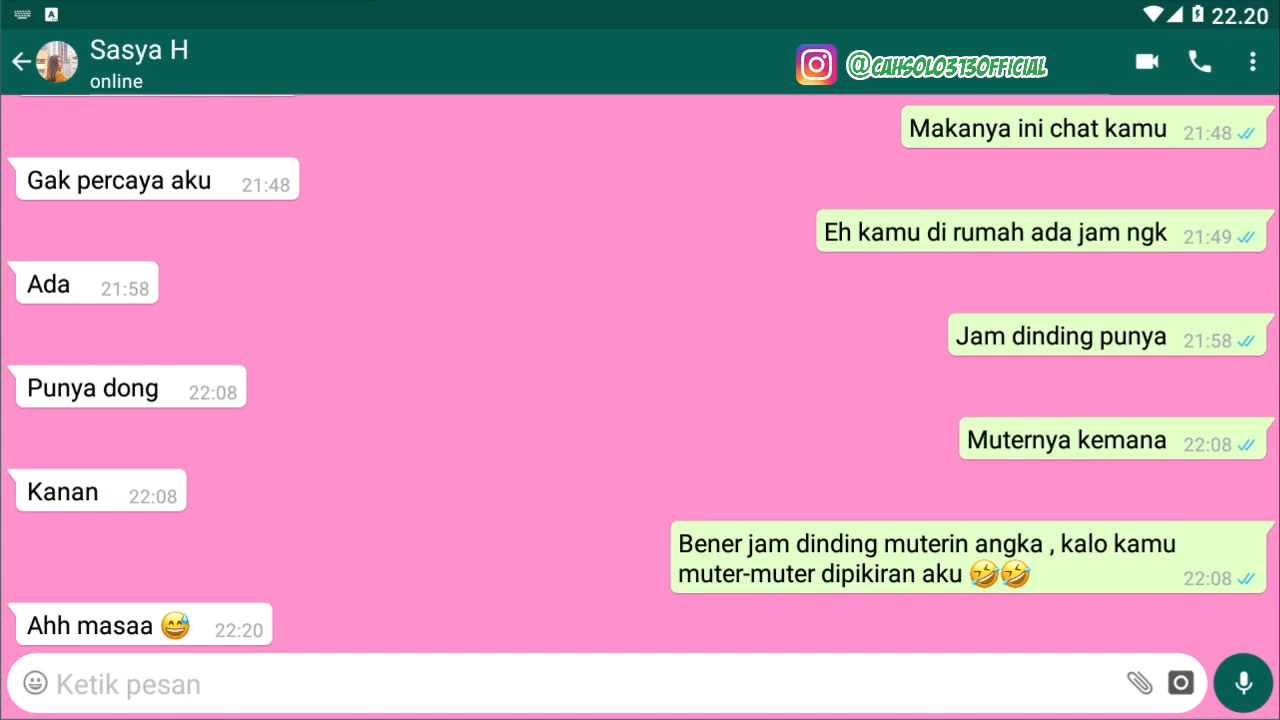 22.20
Sasya H
online
@CAHSOLO313OFFICIAL
Makanya ini chat kamu 21:48
Gak percaya aku 21:48
Eh kamu di rumah ada jam ngk 21:49
Ada 21:58
Jam dinding punya 21:58
Punya dong 22:08
Muternya kemana 22:08
Kanan 22:08
Bener jam dinding muterin angka , kalo kamu
muter-muter dipikiran aku 🤣🤣 22:08
Ahh masaa 😅 22:20
Ketik pesan